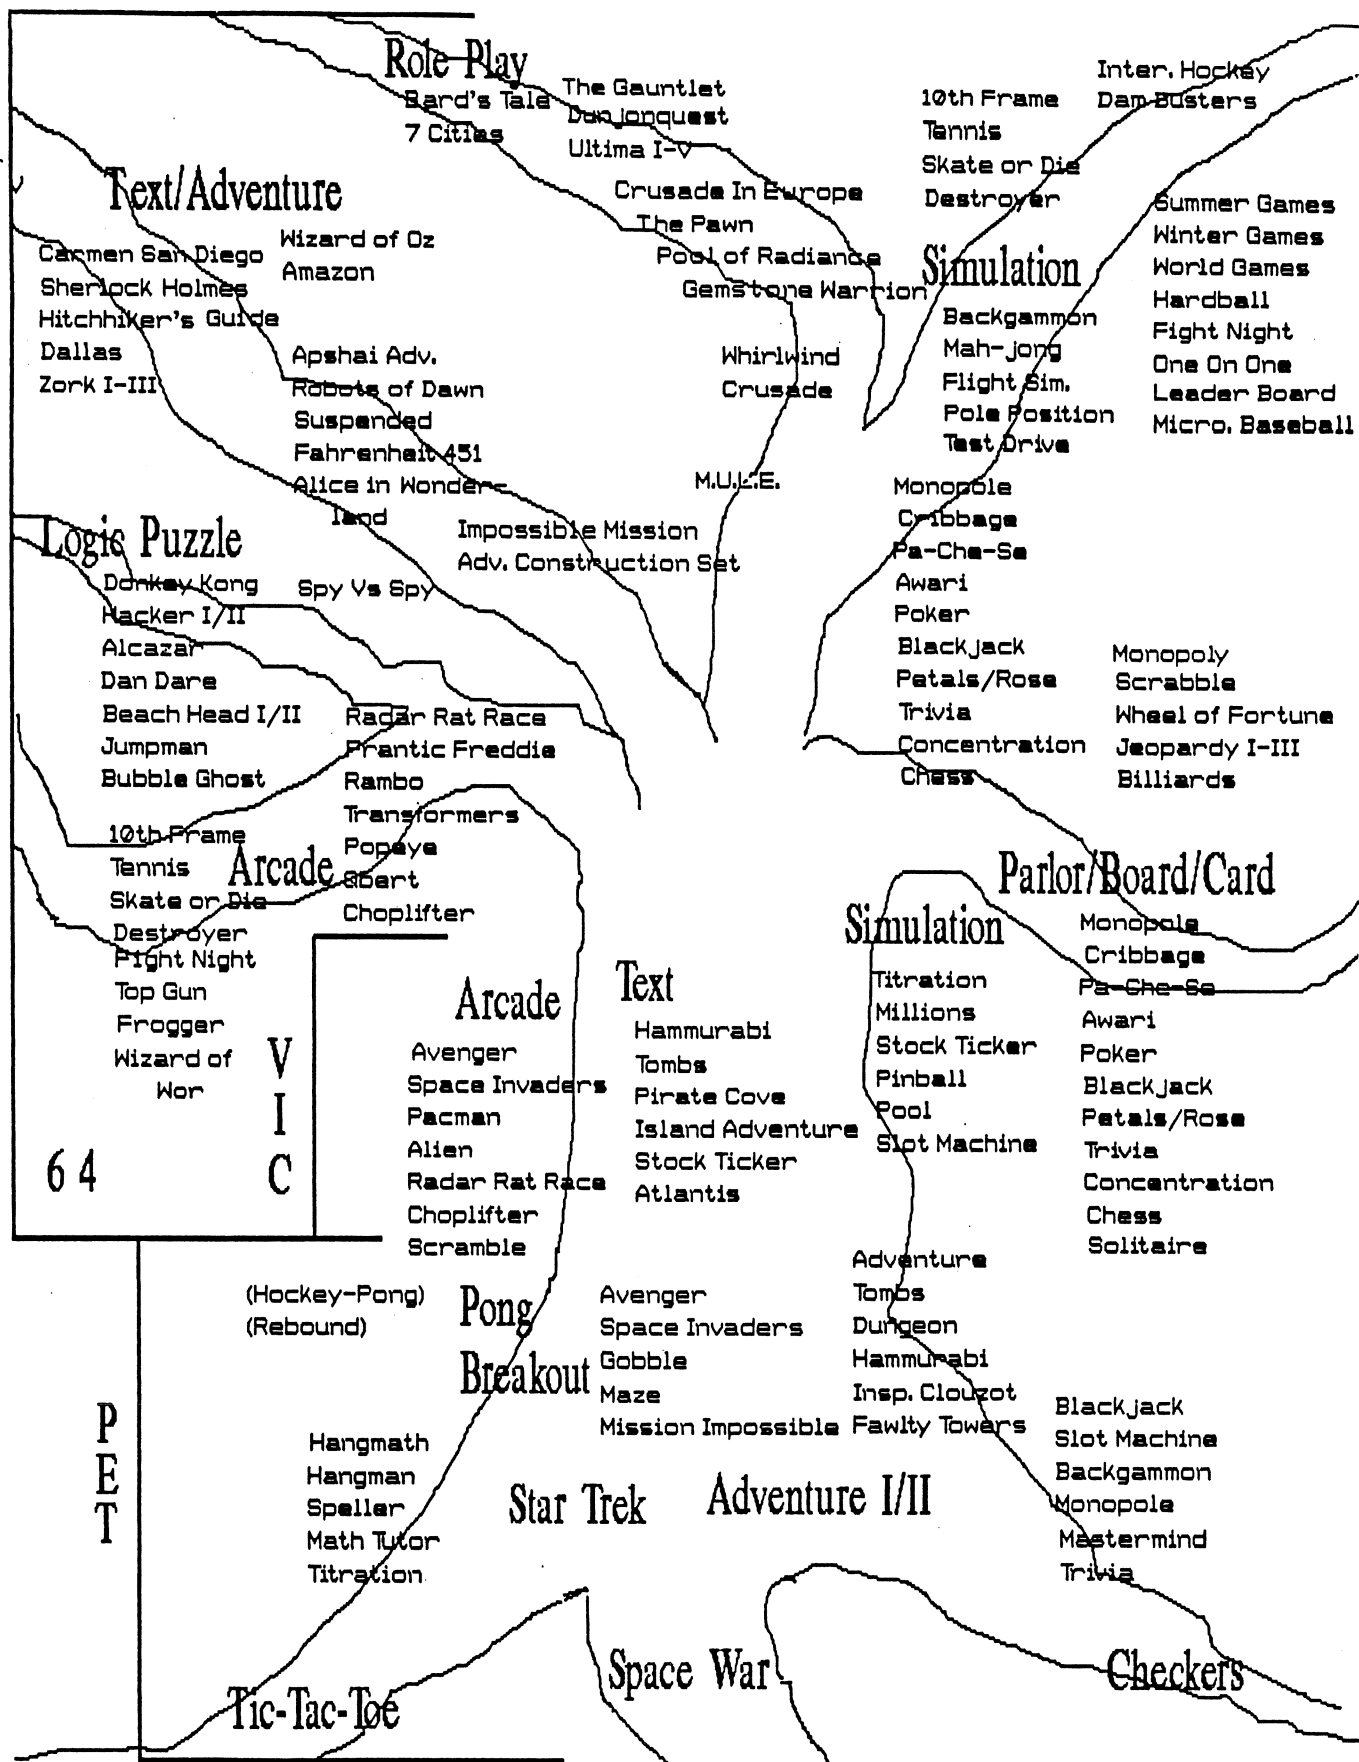 Role Play
Bard's Tale
7 Cities
The Gauntlet
Dunjonquest
Ultima I-V
Crusade In Europe
The Pawn
Pool of Radiance
Gemstone Warrior
Whirlwind
Crusade
M.U.L.E.
Inter. Hockey
Dam Busters
10th Frame
Tennis
Skate or Die
Destroyer
Simulation
Backgammon
Mah-jong
Flight Sim.
Pole Position
Test Drive
Summer Games
Winter Games
World Games
Hardball
Fight Night
One On One
Leader Board
Micro. Baseball
Text/Adventure
Carmen San Diego
Sherlock Holmes
Hitchhiker's Guide
Dallas
Zork I-III
Wizard of Oz
Amazon
Apshai Adv.
Robots of Dawn
Suspended
Fahrenheit 451
Alice in Wonder-
land
Impossible Mission
Adv. Construction Set
Logic Puzzle
Donkey Kong
Hacker I/II
Alcazar
Dan Dare
Beach Head I/II
Jumpman
Bubble Ghost
Spy Vs Spy
Radar Rat Race
Frantic Freddie
Rambo
Transformers
Popeye
Qbert
Choplifter
Arcade
10th Frame
Tennis
Skate or Die
Destroyer
Fight Night
Top Gun
Frogger
Wizard of
Wor
Monopole
Cribbage
Pa-Che-Se
Awari
Poker
Blackjack
Petals/Rose
Trivia
Concentration
Chess
Monopoly
Scrabble
Wheel of Fortune
Jeopardy I-III
Billiards
Parlor/Board/Card
Monopole
Cribbage
Pa-Che-Se
Awari
Poker
Blackjack
Petals/Rose
Trivia
Concentration
Chess
Solitaire
64
VIC
Arcade
Avenger
Space Invaders
Pacman
Alien
Radar Rat Race
Choplifter
Scramble
Text
Hammurabi
Tombs
Pirate Cove
Island Adventure
Stock Ticker
Atlantis
Simulation
Titration
Millions
Stock Ticker
Pinball
Pool
Slot Machine
PET
(Hockey-Pong)
(Rebound)
Pong
Breakout
Avenger
Space Invaders
Gobble
Maze
Mission Impossible
Adventure
Tombs
Dungeon
Hammurabi
Insp. Clouzot
Fawlty Towers
Blackjack
Slot Machine
Backgammon
Monopole
Mastermind
Trivia
Hangmath
Hangman
Speller
Math Tutor
Titration
Star Trek
Adventure I/II
Tic-Tac-Toe
Space War
Checkers